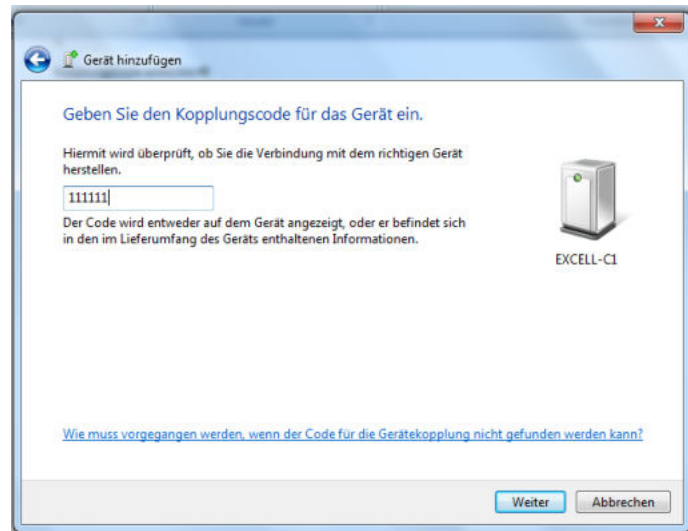 Gerät hinzufügen
Geben Sie den Kopplungscode für das Gerät ein.
Hiermit wird überprüft, ob Sie die Verbindung mit dem richtigen Gerät
herstellen.
111111
Der Code wird entweder auf dem Gerät angezeigt, oder er befindet sich
in den im Lieferumfang des Geräts enthaltenen Informationen.
EXCELL-C1
Wie muss vorgegangen werden, wenn der Code für die Gerätekopplung nicht gefunden werden kann?
Weiter
Abbrechen